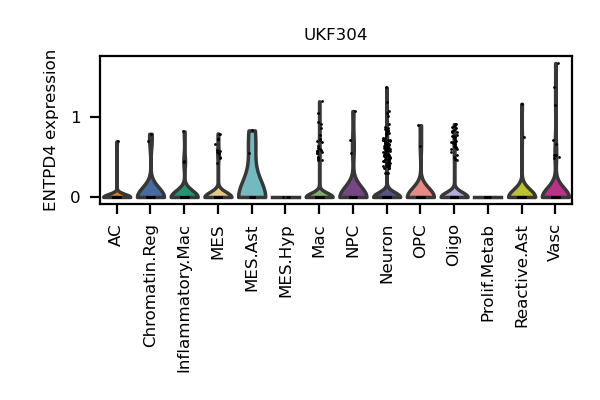 UKF304
ENTPD4 expression
1
0
AC
Chromatin.Reg
Inflammatory.Mac
MES
MES.Ast
MES.Hyp
Mac
NPC
Neuron
OPC
Oligo
Prolif.Metab
Reactive.Ast
Vasc